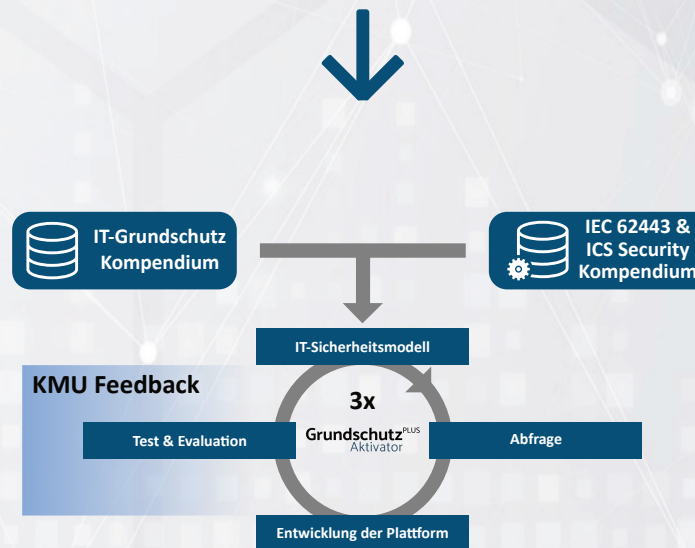 IT-Grundschutz
Kompendium
IEC 62443 &
ICS Security
Kompendium
IT-Sicherheitsmodell
KMU Feedback
3x
Test & Evaluation
Grundschutz PLUS
Aktivator
Abfrage
Entwicklung der Plattform